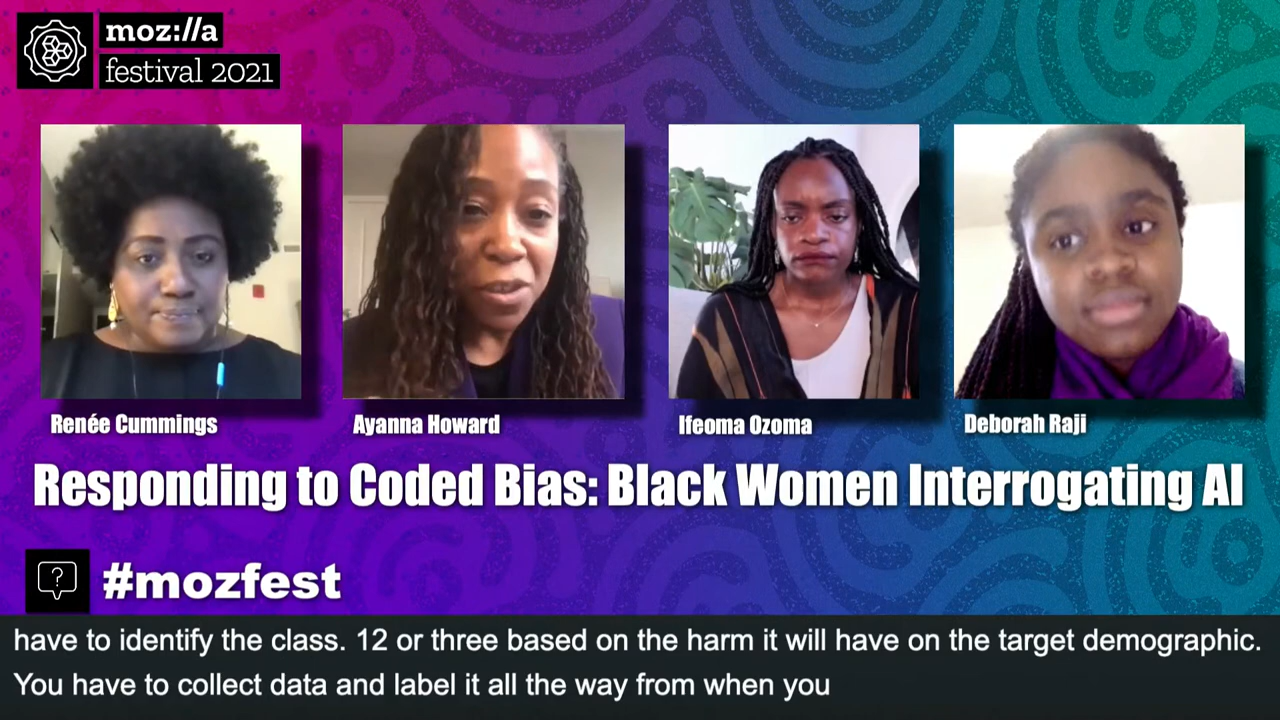 moz://a
festival 2021
Renée Cummings
Ayanna Howard
Ifeoma Ozoma
Deborah Raji
Responding to Coded Bias: Black Women Interrogating AI
?
#mozfest
have to identify the class. 12 or three based on the harm it will have on the target demographic.
You have to collect data and label it all the way from when you